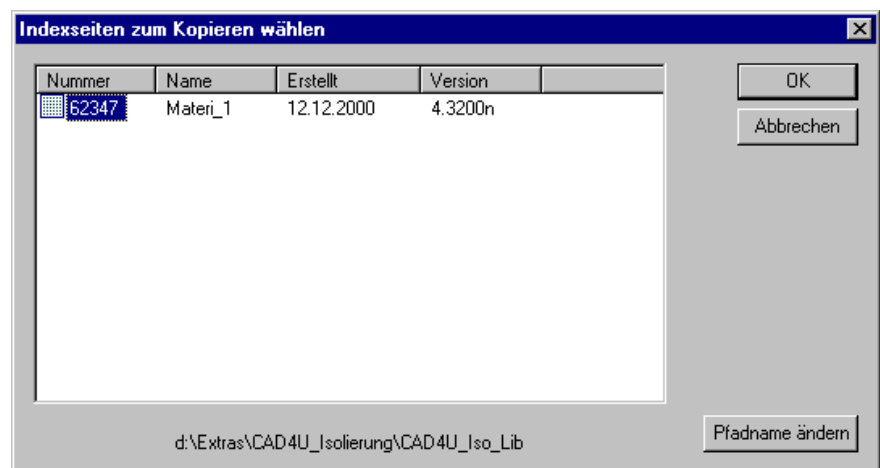 Indexseiten zum Kopieren wählen
Nummer Name Erstellt Version
OK
62347 Materi_1 12.12.2000 4.3200n
Abbrechen
Pfadname ändern
d:\Extras\CAD4U_Isolierung\CAD4U_Iso_Lib